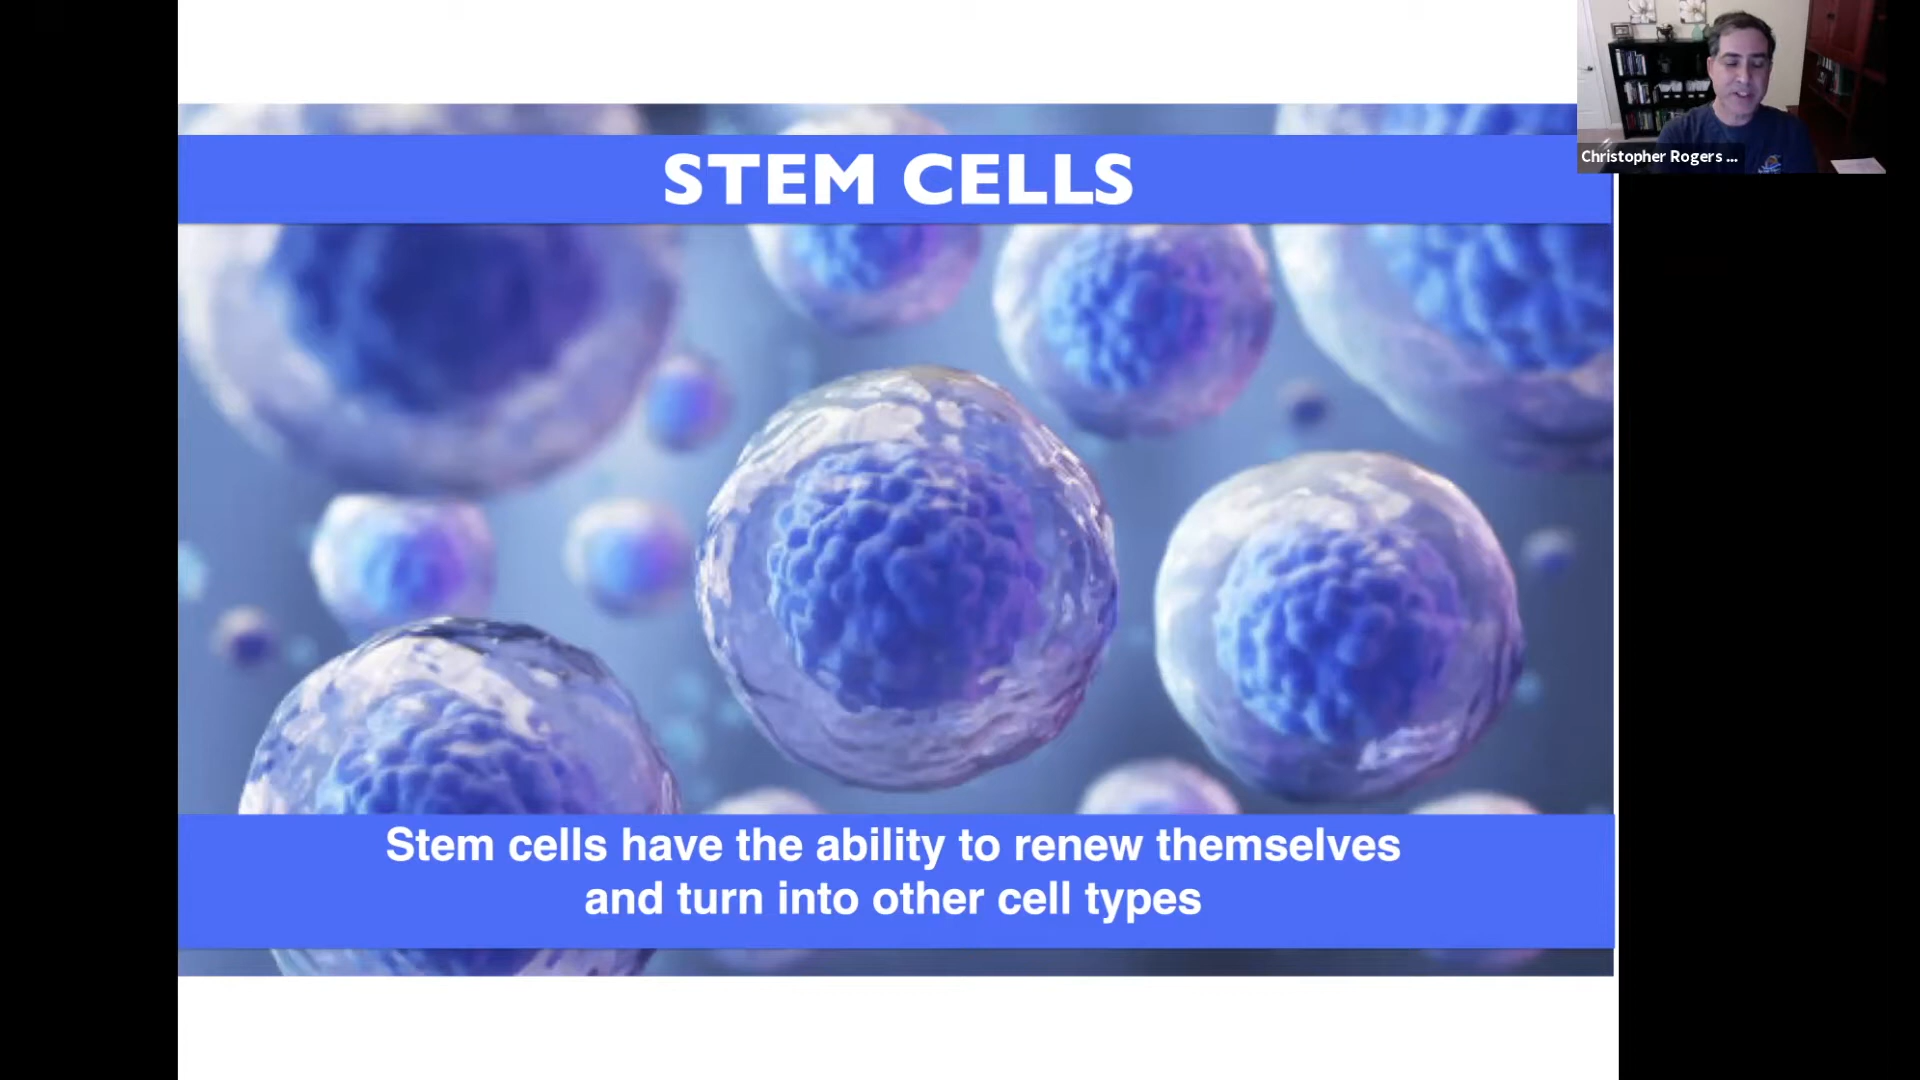 STEM CELLS
Christopher Rogers ...
Stem cells have the ability to renew themselves
and turn into other cell types